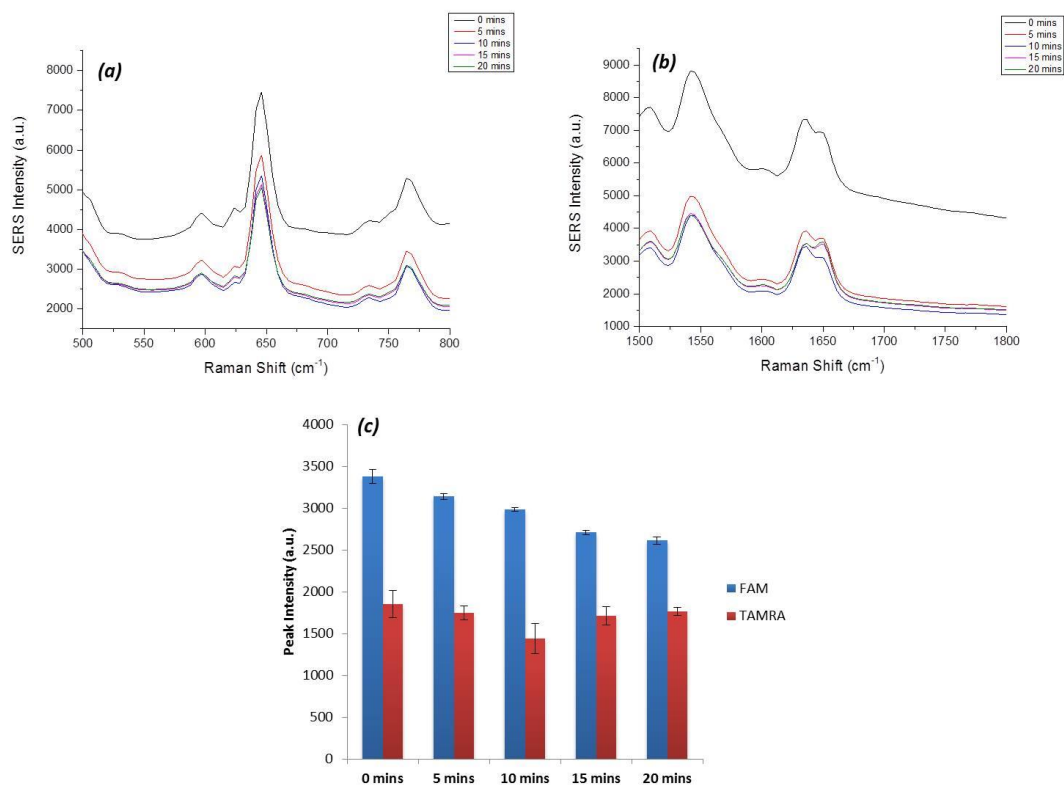 (a)
0 mins
5 mins
10 mins
15 mins
20 mins
8000
7000
6000
5000
4000
3000
2000
SERS Intensity (a.u.)
500 550 600 650 700 750 800
Raman Shift (cm⁻¹)
(b)
0 mins
5 mins
10 mins
15 mins
20 mins
9000
8000
7000
6000
5000
4000
3000
2000
1000
SERS Intensity (a.u.)
1500 1550 1600 1650 1700 1750 1800
Raman Shift (cm⁻¹)
(c)
4000
3500
3000
2500
2000
1500
1000
500
0
Peak Intensity (a.u.)
0 mins 5 mins 10 mins 15 mins 20 mins
FAM
TAMRA